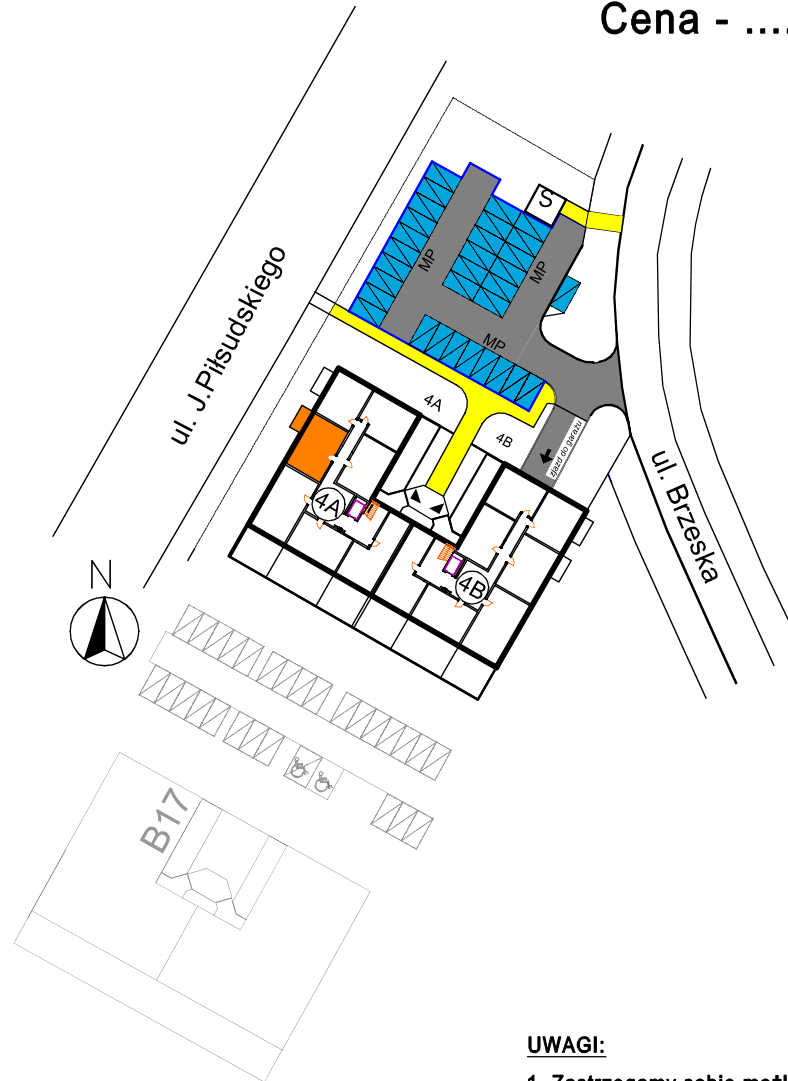 Cena - ....
S
MP
MP
MP
ul. J.Piłsudskiego
4A
4B
zjazd do garażu
ul. Brzeska
4A
4B
N
B17
UWAGI: